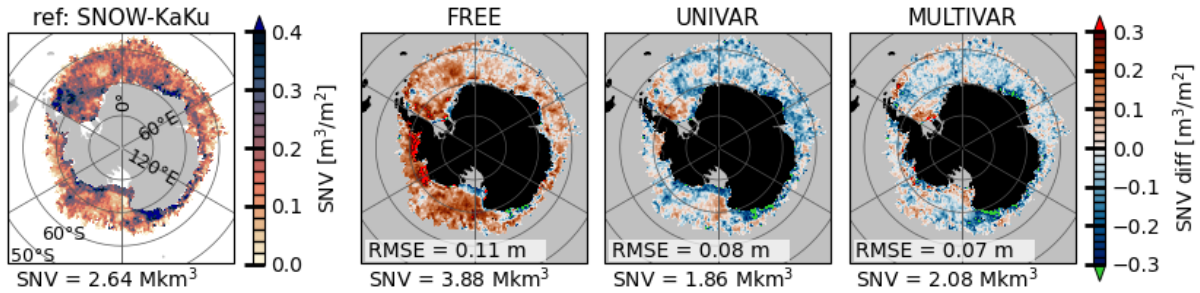 ref: SNOW-KaKu
FREE
UNIVAR
MULTIVAR
0°
60°E
120°E
60°S
50°S
SNV = 2.64 Mkm³
0.4
0.3
0.2
0.1
0.0
SNV [m³/m²]
RMSE = 0.11 m
SNV = 3.88 Mkm³
RMSE = 0.08 m
SNV = 1.86 Mkm³
RMSE = 0.07 m
SNV = 2.08 Mkm³
0.3
0.2
0.1
0.0
−0.1
−0.2
−0.3
SNV diff [m³/m²]